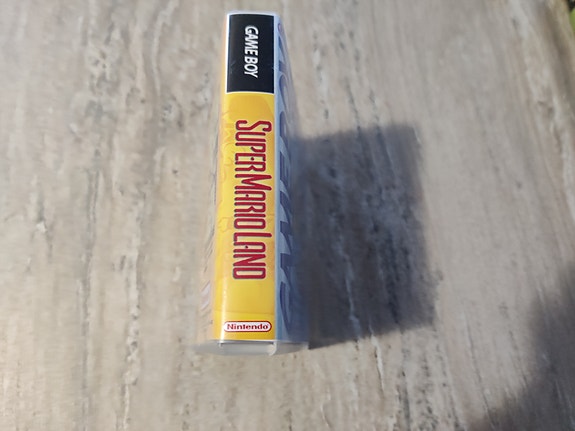 GAME BOY
SUPER MARIO LAND
Nintendo